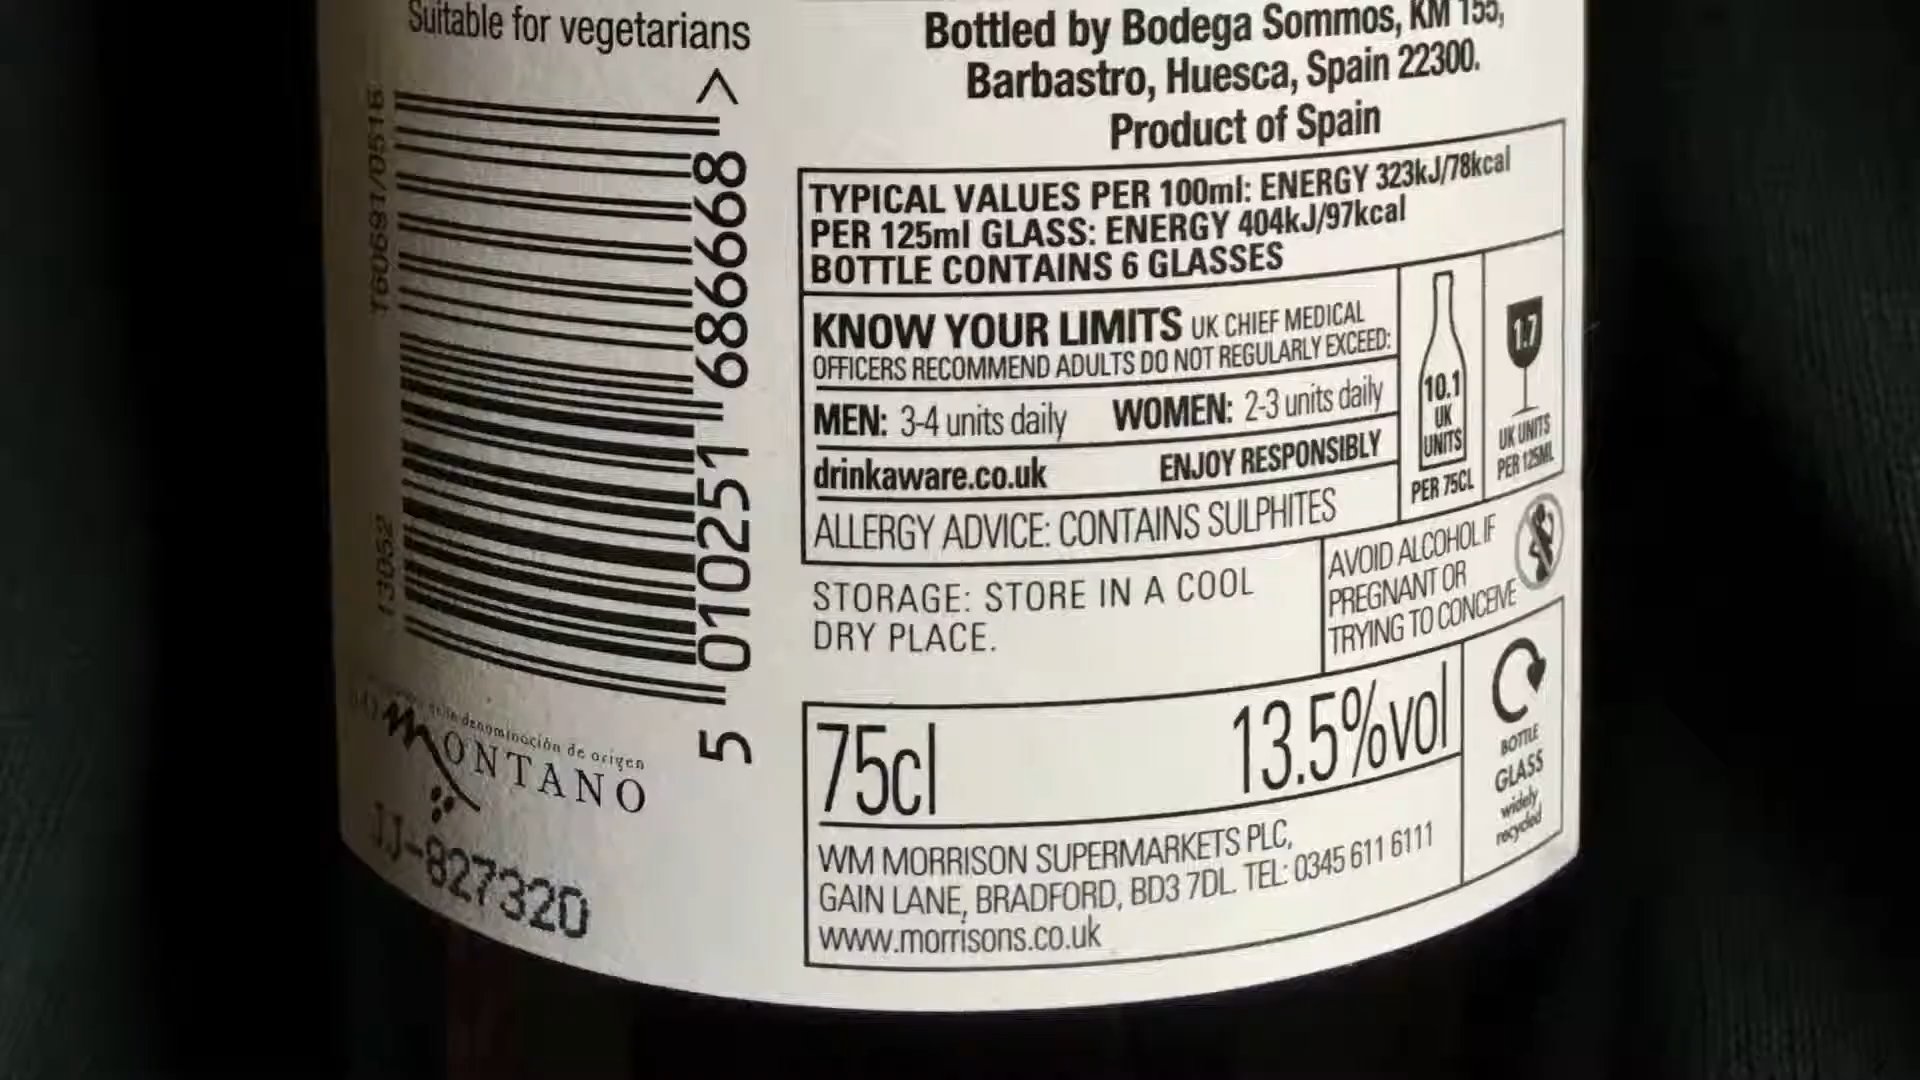 Suitable for vegetarians
5 010251 686668 >
T60691/0516
13052
denominación de origen
MONTANO
JJ-827320
Bottled by Bodega Sommos, KM 155,
Barbastro, Huesca, Spain 22300.
Product of Spain
TYPICAL VALUES PER 100ml: ENERGY 323kJ/78kcal
PER 125ml GLASS: ENERGY 404kJ/97kcal
BOTTLE CONTAINS 6 GLASSES
KNOW YOUR LIMITS UK CHIEF MEDICAL
OFFICERS RECOMMEND ADULTS DO NOT REGULARLY EXCEED:
MEN: 3-4 units daily WOMEN: 2-3 units daily
drinkaware.co.uk ENJOY RESPONSIBLY
ALLERGY ADVICE: CONTAINS SULPHITES
10.1
UK
UNITS
PER 75CL
1.7
UK UNITS
PER 125ML
STORAGE: STORE IN A COOL
DRY PLACE.
AVOID ALCOHOL IF
PREGNANT OR
TRYING TO CONCEIVE
75cl 13.5%vol
BOTTLE
GLASS
widely
recycled
WM MORRISON SUPERMARKETS PLC,
GAIN LANE, BRADFORD, BD3 7DL. TEL: 0345 611 6111
www.morrisons.co.uk